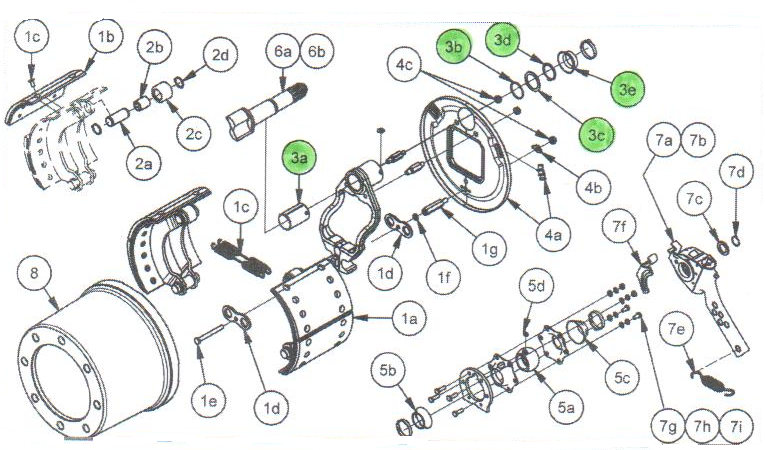 1c 1b 2b 2d 6a 6b 4c 3b 3d 3e
2a 2c 3a 3c 7a 7b 7c 7d
4b 4a 7f
1c 1d 1f 1g
8 5d 7e
1a
5b 5a 5c
1e 1d 7g 7h 7i